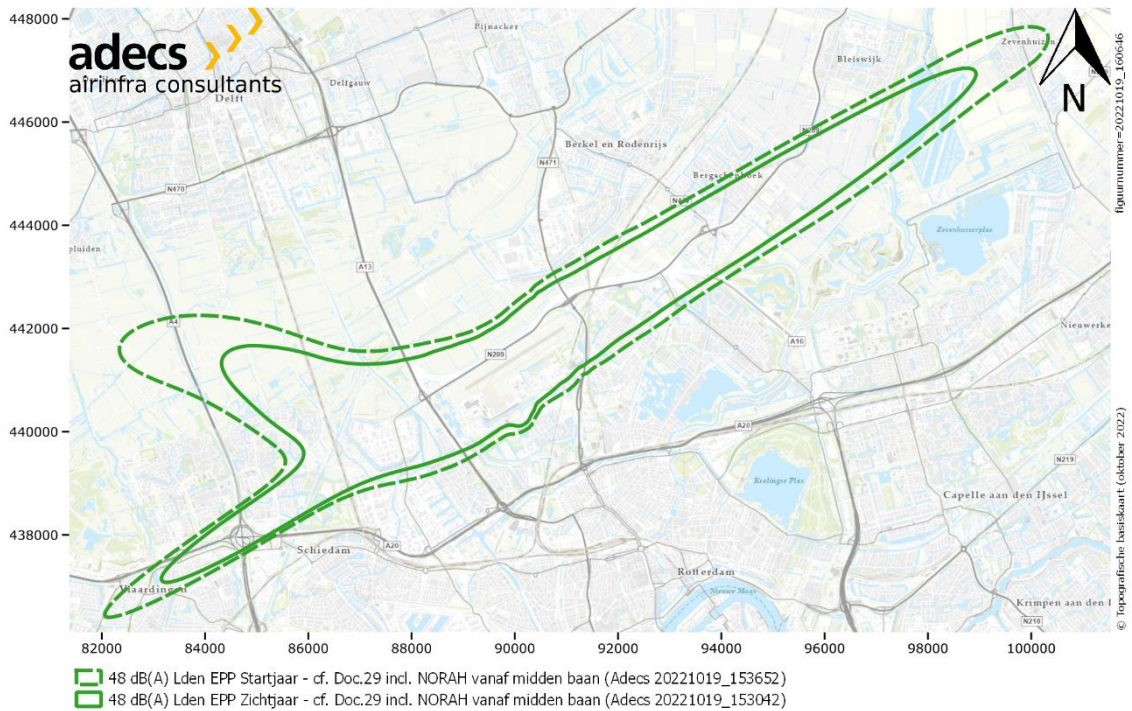 448000
446000
444000
442000
440000
438000
adecs
airinfra consultants
Pijnacker
Delft
Delfgauw
Bleiswijk
Zevenhuizen
N
Berkel en Rodenrijs
N471
N470
Bergschenhoek
A13
Zevenhuizerplas
A4
N209
A16
Nieuwerke
A20
N219
Kralingse Plas
Capelle aan den IJssel
Schiedam
A20
Vlaardingen
Rotterdam
Nieuwe Maas
Krimpen aan den I
N210
82000 84000 86000 88000 90000 92000 94000 96000 98000 100000
figuurnummer=20221019_160646
© Topografische basiskaart (oktober 2022)
48 dB(A) Lden EPP Startjaar - cf. Doc.29 incl. NORAH vanaf midden baan (Adecs 20221019_153652)
48 dB(A) Lden EPP Zichtjaar - cf. Doc.29 incl. NORAH vanaf midden baan (Adecs 20221019_153042)